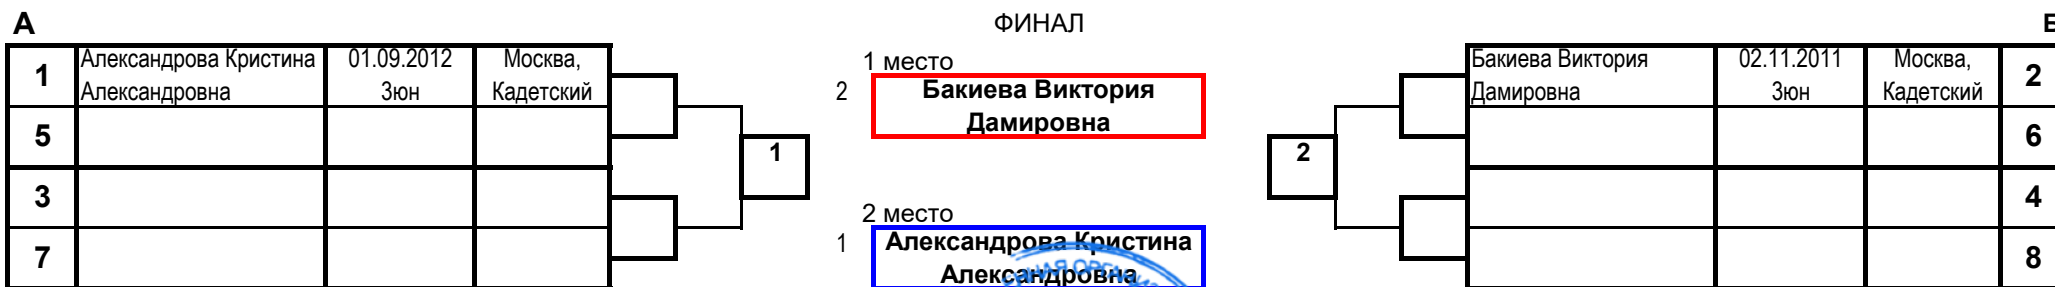 А
ФИНАЛ
1
Александрова Кристина
Александровна
01.09.2012
3юн
Москва,
Кадетский
5
3
7
1
1 место
2
Бакиева Виктория
Дамировна
2 место
1
Александрова Кристина
Александровна
2
Бакиева Виктория
Дамировна
02.11.2011
3юн
Москва,
Кадетский
2
6
4
8